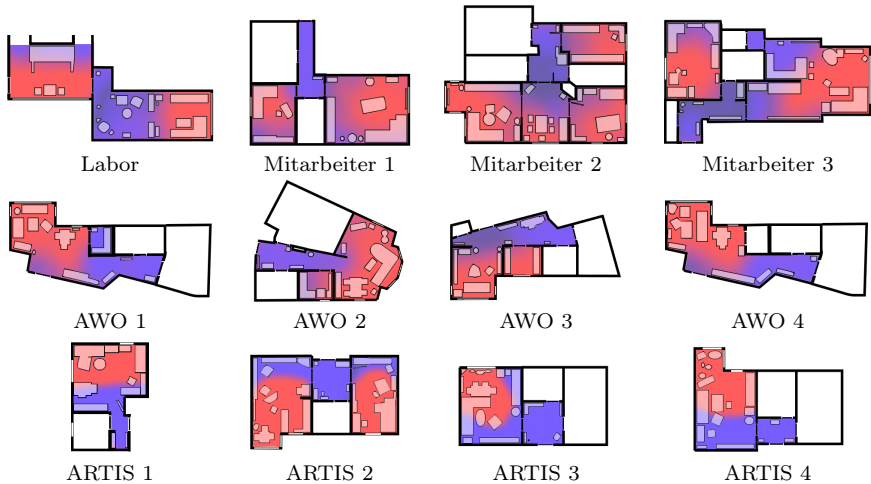 Labor Mitarbeiter 1 Mitarbeiter 2 Mitarbeiter 3
AWO 1 AWO 2 AWO 3 AWO 4
ARTIS 1 ARTIS 2 ARTIS 3 ARTIS 4